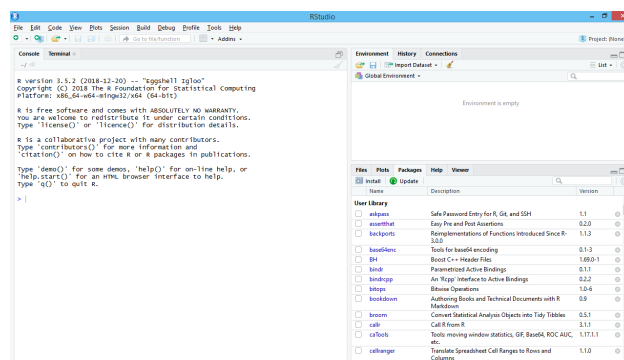 RStudio
File Edit Code View Plots Session Build Debug Profile Tools Help
Go to file/function Addins Project: (None
Console Terminal
~/
R version 3.5.2 (2018-12-20) -- "Eggshell Igloo"
Copyright (C) 2018 The R Foundation for Statistical Computing
Platform: x86_64-w64-mingw32/x64 (64-bit)
R is free software and comes with ABSOLUTELY NO WARRANTY.
You are welcome to redistribute it under certain conditions.
Type 'license()' or 'licence()' for distribution details.
R is a collaborative project with many contributors.
Type 'contributors()' for more information and
'citation()' on how to cite R or R packages in publications.
Type 'demo()' for some demos, 'help()' for on-line help, or
'help.start()' for an HTML browser interface to help.
Type 'q()' to quit R.
>
Environment History Connections
Import Dataset List
Global Environment
Environment is empty
Files Plots Packages Help Viewer
Install Update
Name Description Version
User Library
askpass Safe Password Entry for R, Git, and SSH 1.1
assertthat Easy Pre and Post Assertions 0.2.0
backports Reimplementations of Functions Introduced Since R- 1.1.3
3.0.0
base64enc Tools for base64 encoding 0.1-3
BH Boost C++ Header Files 1.69.0-1
bindr Parametrized Active Bindings 0.1.1
bindrcpp An 'Rcpp' Interface to Active Bindings 0.2.2
bitops Bitwise Operations 1.0-6
bookdown Authoring Books and Technical Documents with R 0.9
Markdown
broom Convert Statistical Analysis Objects into Tidy Tibbles 0.5.1
callr Call R from R 3.1.1
caTools Tools: moving window statistics, GIF, Base64, ROC AUC, 1.17.1.1
etc.
cellranger Translate Spreadsheet Cell Ranges to Rows and 1.1.0
Columns